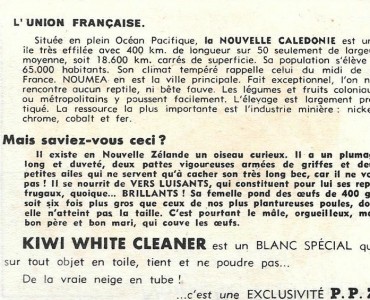 L'UNION FRANÇAISE.
Située en plein Océan Pacifique, la NOUVELLE CALEDONIE est un
île très effilée avec 400 km. de longueur sur 50 seulement de large
moyenne, soit 18.600 km. carrés de superficie. Sa population s'élève
65.000 habitants. Son climat tempéré rappelle celui du midi de
France. NOUMEA en est la ville principale. Fait exceptionnel, l'on n
rencontre aucun reptile, ni bête fauve. Les légumes et fruits coloniau
ou métropolitains y poussent facilement. L'élevage est largement pra
tiqué. La ressource la plus importante est l'industrie minière : nicke
chrome, cobalt et fer.
Mais saviez-vous ceci ?
Il existe en Nouvelle Zélande un oiseau curieux. Il a un pluma
long et duveté, deux pattes vigoureuses armées de griffes et de
petites ailes qui ne servent qu'à cacher son très long bec, car il ne vo
pas ! Il se nourrit de VERS LUISANTS, qui constituent pour lui ses rep
frugaux, quoique... BRILLANTS ! Sa femelle pond des œufs de 400 g
soit six fois plus gros que ceux de nos plus plantureuses poules, do
elle n'atteint pas la taille. C'est pourtant le mâle, orgueilleux, ma
bon père et bon mari, qui couve les œufs.
KIWI WHITE CLEANER est un BLANC SPÉCIAL qu
sur tout objet en toile, tient et ne poudre pas...
De la vraie neige en tube !
...c'est une EXCLUSIVITÉ P.P.